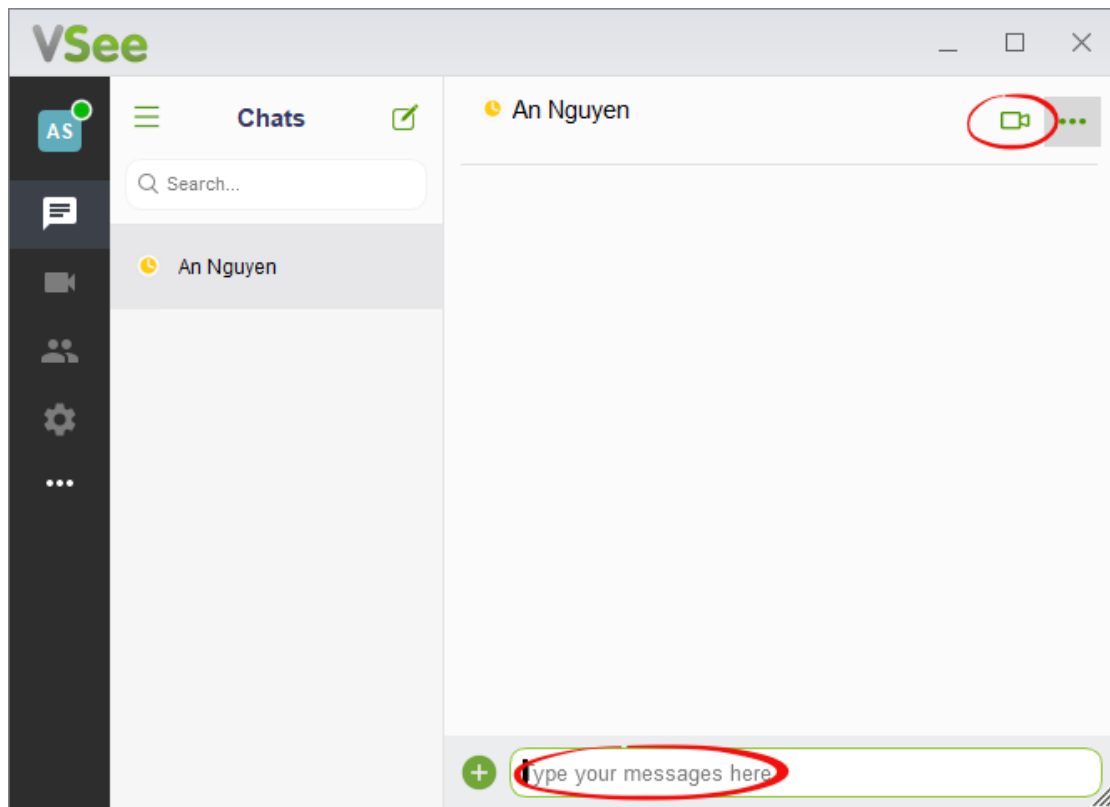 VSee
AS
Chats
An Nguyen
Search...
An Nguyen
Type your messages here